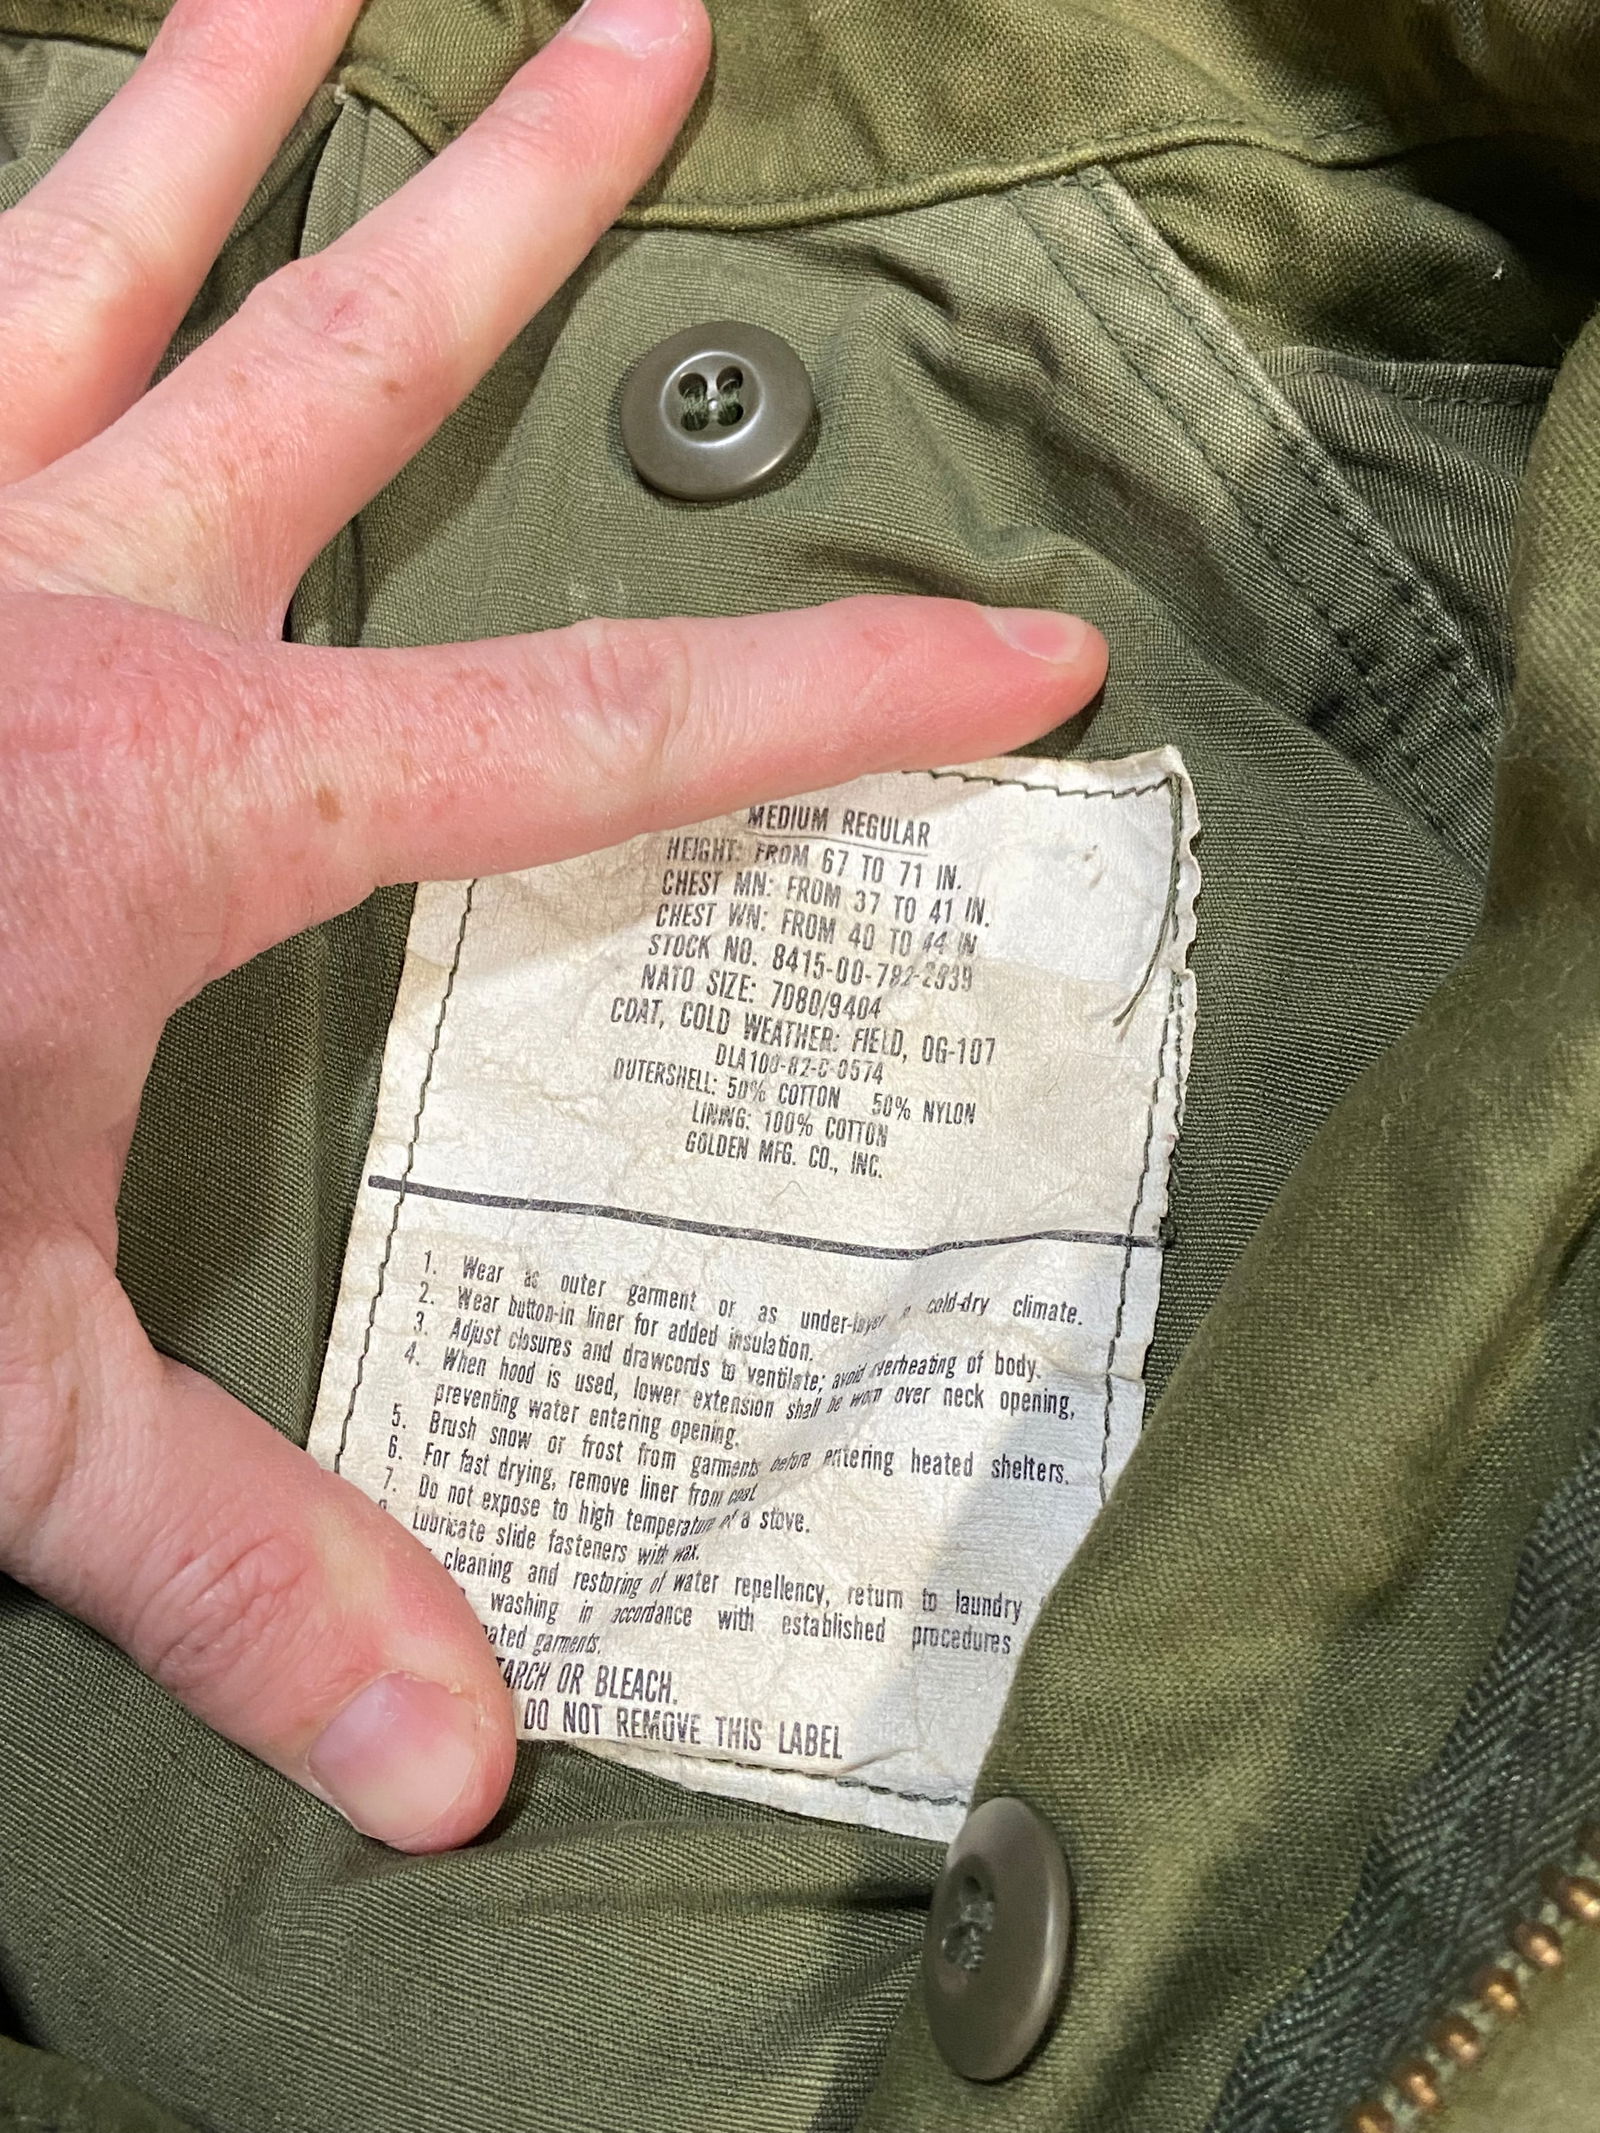 MEDIUM REGULAR
HEIGHT: FROM 67 TO 71 IN.
CHEST MN: FROM 37 TO 41 IN.
CHEST WN: FROM 40 TO 44 IN
STOCK NO. 8415-00-782-2939
NATO SIZE: 7080/9404
COAT, COLD WEATHER: FIELD, OG-107
DLA100-82-C-0574
OUTERSHELL: 50% COTTON 50% NYLON
LINING: 100% COTTON
GOLDEN MFG. CO., INC.
1. Wear as outer garment or as under-layer cold-dry climate.
2. Wear button-in liner for added insulation.
3. Adjust closures and drawcords to ventilate; avoid overheating of body.
4. When hood is used, lower extension shall be worn over neck opening,
preventing water entering opening.
5. Brush snow or frost from garments before entering heated shelters.
6. For fast drying, remove liner from coat
7. Do not expose to high temperature of a stove.
Lubricate slide fasteners with wax.
cleaning and restoring of water repellency, return to laundry
washing in accordance with established procedures
ated garments.
TARCH OR BLEACH.
DO NOT REMOVE THIS LABEL